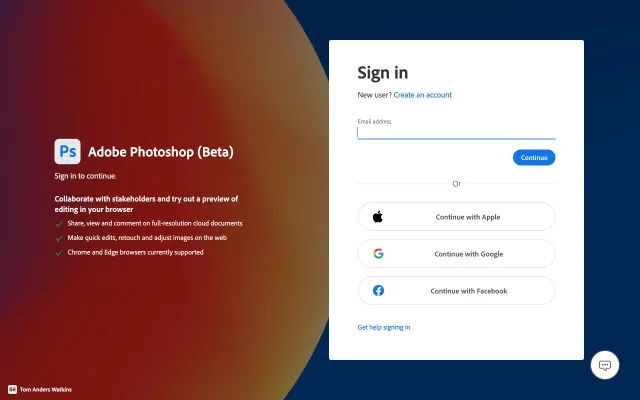 Ps Adobe Photoshop (Beta)
Sign in to continue.
Collaborate with stakeholders and try out a preview of
editing in your browser
Share, view and comment on full-resolution cloud documents
Make quick edits, retouch and adjust images on the web
Chrome and Edge browsers currently supported
Bē Tom Anders Watkins
Sign in
New user? Create an account
Email address
Continue
Or
Continue with Apple
Continue with Google
Continue with Facebook
Get help signing in